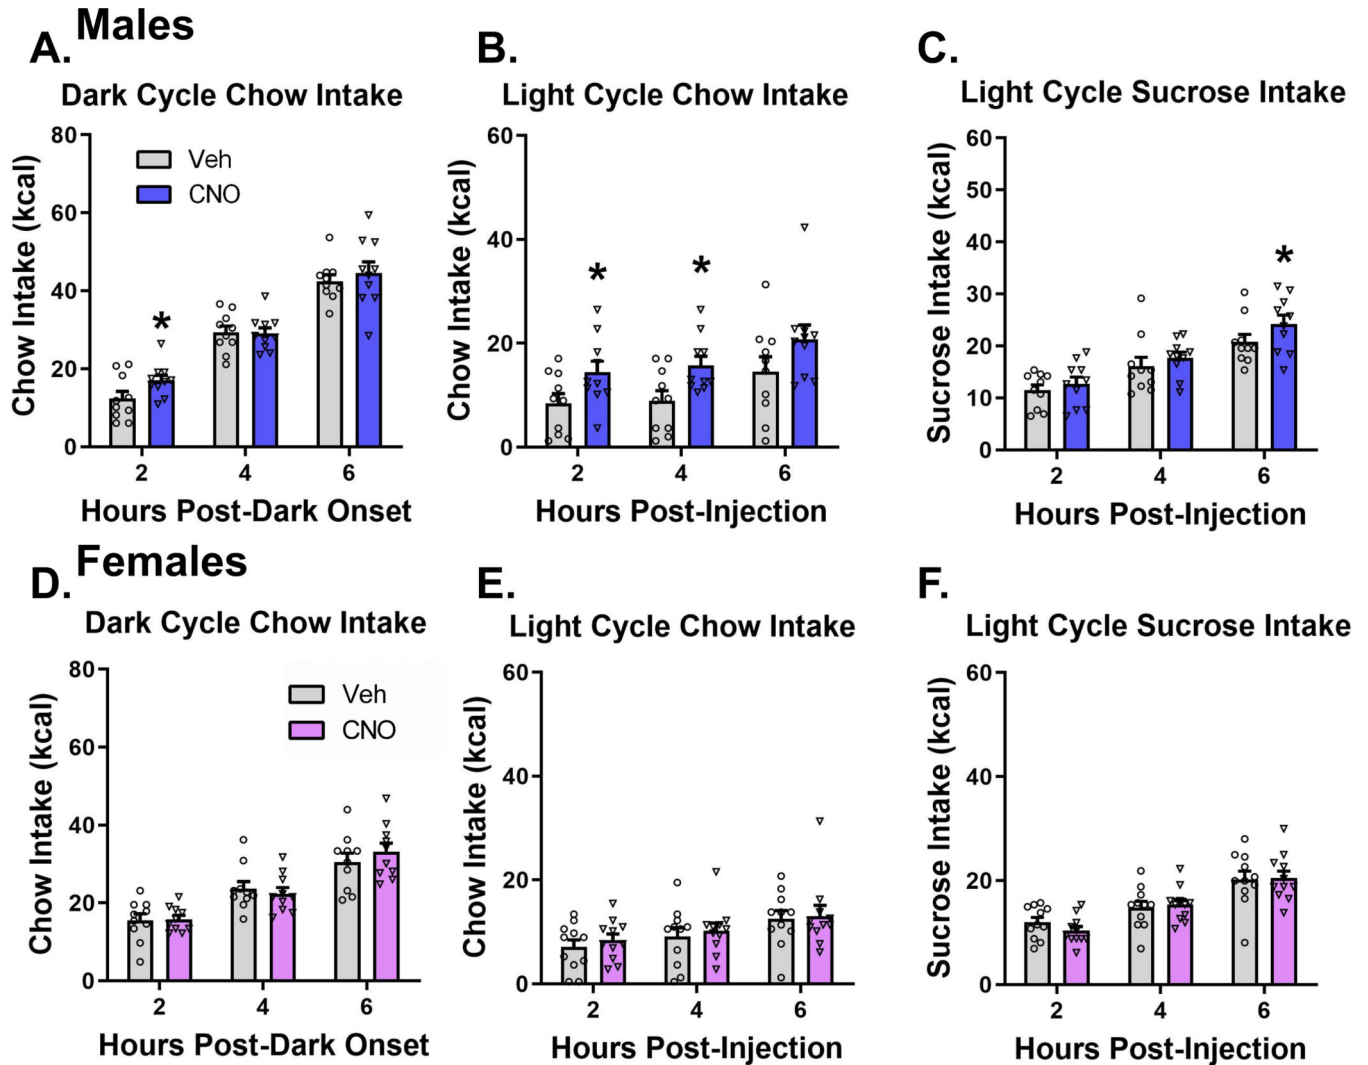 Males
A. B. C.
Dark Cycle Chow Intake
Light Cycle Chow Intake
Light Cycle Sucrose Intake
Chow Intake (kcal)
80
60
40
20
0
Veh
CNO
*
2 4 6
Hours Post-Dark Onset
Chow Intake (kcal)
60
40
20
0
* *
2 4 6
Hours Post-Injection
Sucrose Intake (kcal)
60
50
40
30
20
10
0
*
2 4 6
Hours Post-Injection
Females
D. E. F.
Dark Cycle Chow Intake
Light Cycle Chow Intake
Light Cycle Sucrose Intake
Chow Intake (kcal)
80
60
40
20
0
Veh
CNO
2 4 6
Hours Post-Dark Onset
Chow Intake (kcal)
60
40
20
0
2 4 6
Hours Post-Injection
Sucrose Intake (kcal)
60
40
20
0
2 4 6
Hours Post-Injection